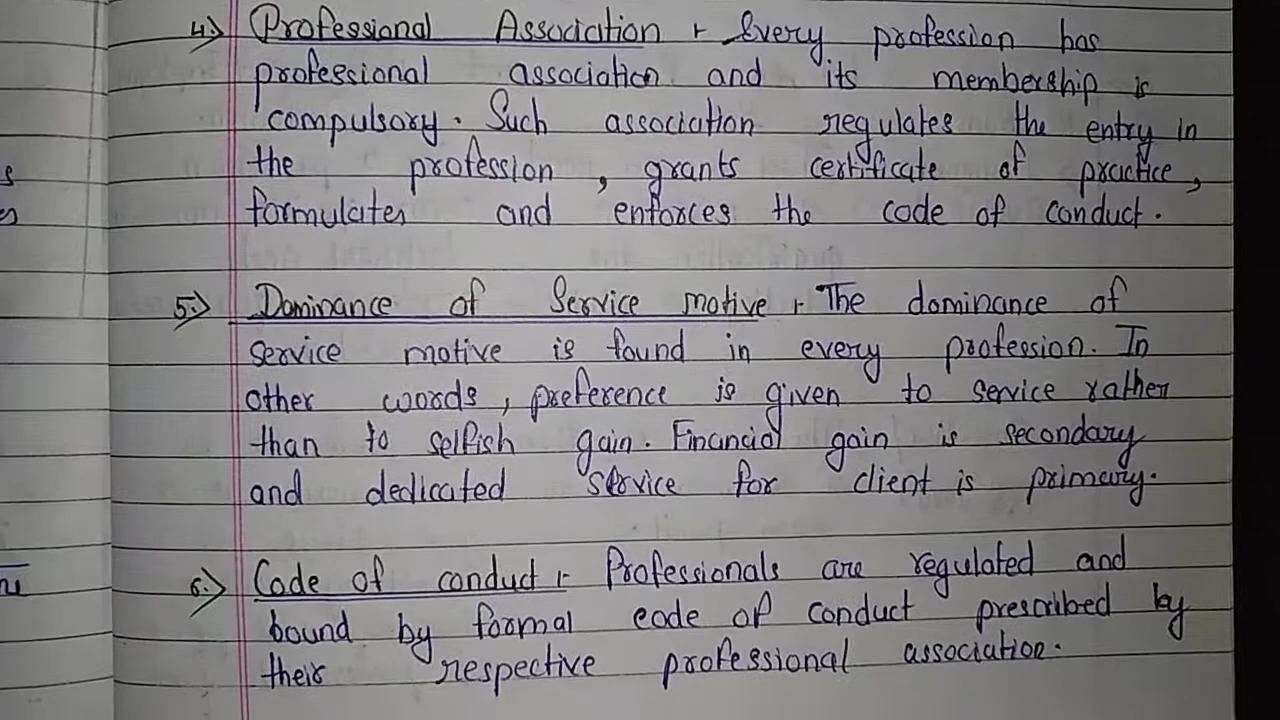 4) Professional Association :- Every profession has
professional association and its membership is
compulsory. Such association regulates the entry in
the profession, grants certificate of practice,
formulates and enforces the code of conduct.
5.) Dominance of Service motive :- The dominance of
service motive is found in every profession. In
other words, preference is given to service rather
than to selfish gain. Financial gain is secondary
and dedicated service for client is primary.
6.) Code of conduct :- Professionals are regulated and
bound by formal code of conduct prescribed by
their respective professional association.